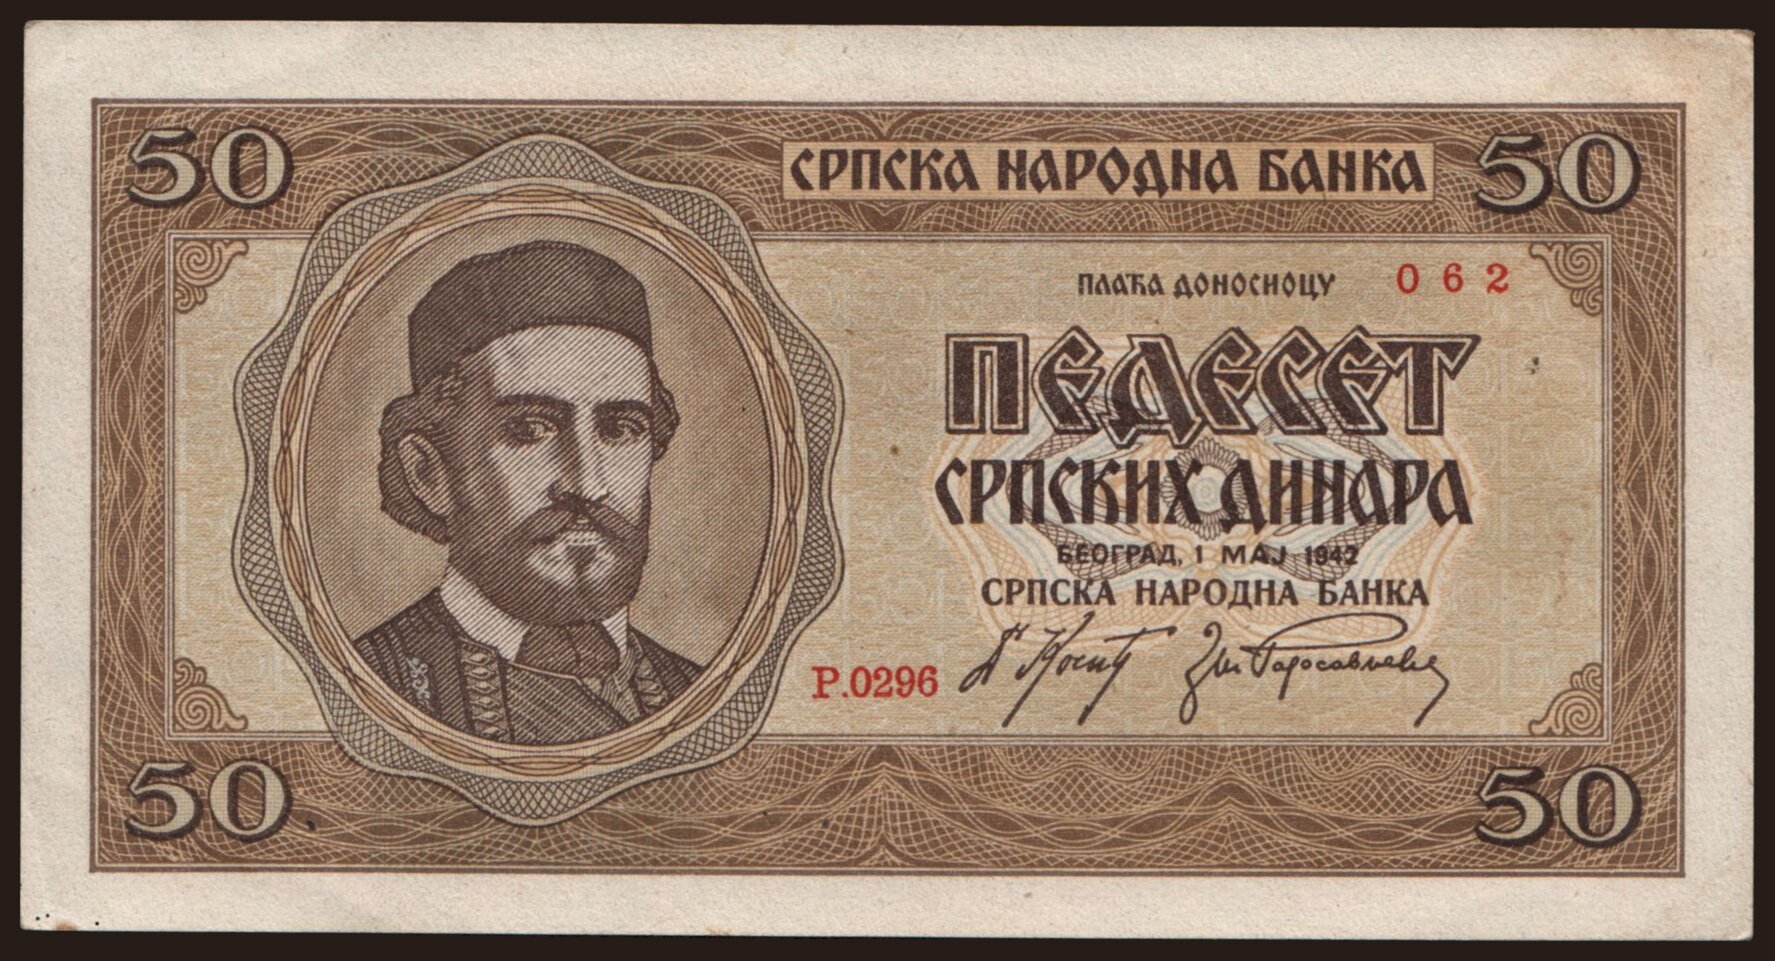 50
СРПСКА НАРОДНА БАНКА
50
ПЛАЋА ДОНОСИОЦУ 062
ПЕДЕСЕТ
СРПСКИХ ДИНАРА
БЕОГРАД, 1 МАЈ 1942
СРПСКА НАРОДНА БАНКА
P.0296
50
50